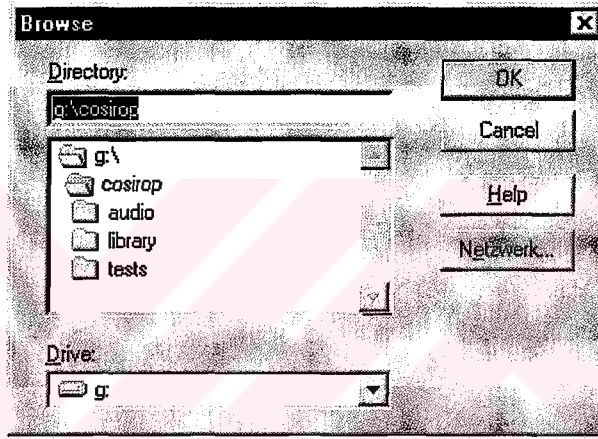 Browse
Directory:
g:\cosirop
g:\
cosirop
audio
library
tests
Drive:
g:
OK
Cancel
Help
Netzwerk...